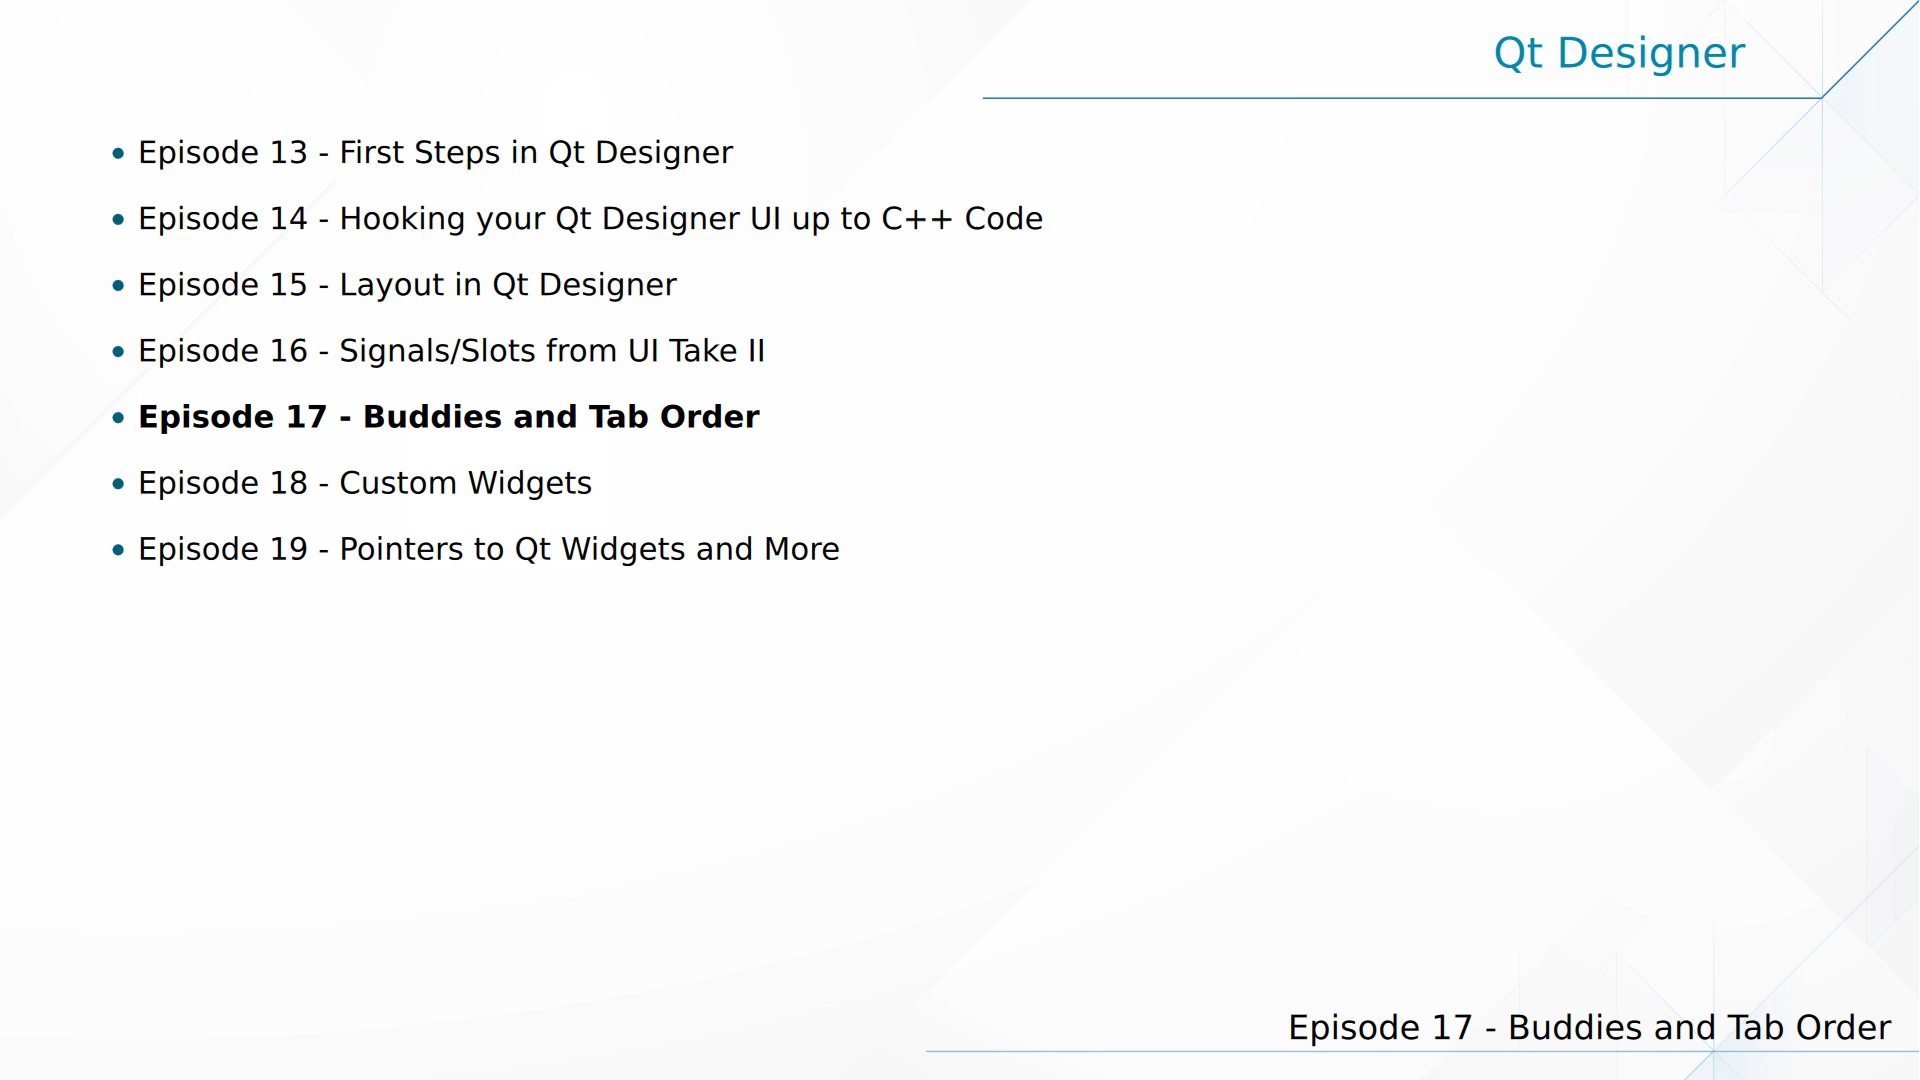 Qt Designer
• Episode 13 - First Steps in Qt Designer
• Episode 14 - Hooking your Qt Designer UI up to C++ Code
• Episode 15 - Layout in Qt Designer
• Episode 16 - Signals/Slots from UI Take II
• Episode 17 - Buddies and Tab Order
• Episode 18 - Custom Widgets
• Episode 19 - Pointers to Qt Widgets and More
Episode 17 - Buddies and Tab Order